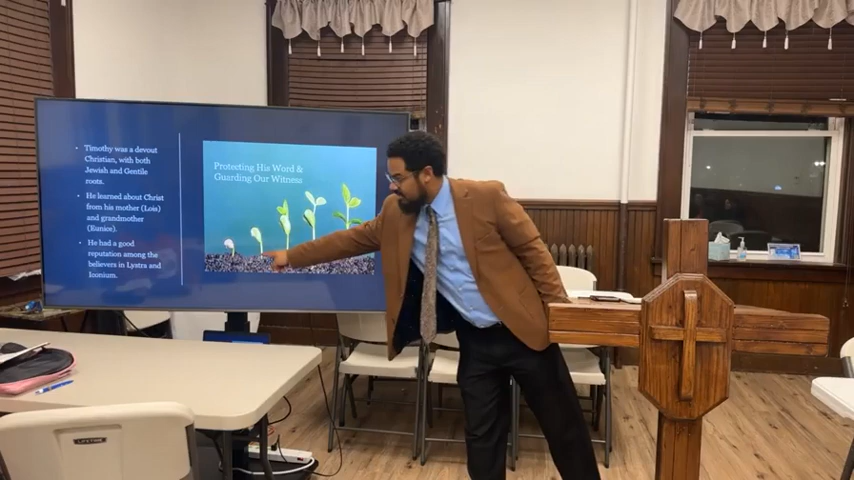 Timothy was a devout
Christian, with both
Jewish and Gentile
roots.
He learned about Christ
from his mother (Lois)
and grandmother
(Eunice).
He had a good
reputation among the
believers in Lystra and
Iconium.
Protecting His Word &
Guarding Our Witness
LIFETIME